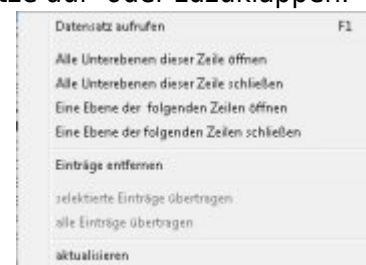 auf- oder zuzuklappen.
Datensatz aufrufen F1
Alle Unterebenen dieser Zeile öffnen
Alle Unterebenen dieser Zeile schließen
Eine Ebene der folgenden Zeilen öffnen
Eine Ebene der folgenden Zeilen schließen
Einträge entfernen
selektierte Einträge übertragen
alle Einträge übertragen
aktualisieren